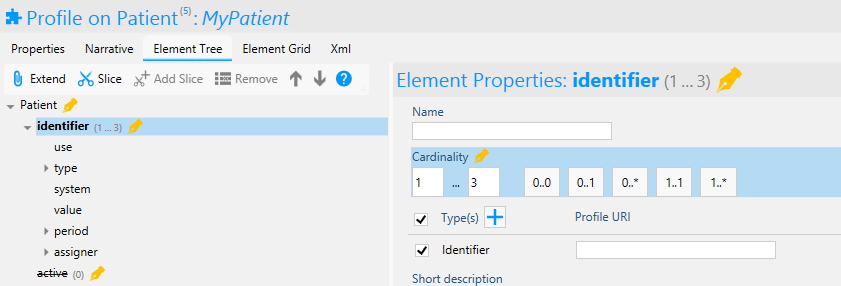 Profile on Patient(5): MyPatient
Properties Narrative Element Tree Element Grid Xml
Extend Slice Add Slice Remove ?
Patient
identifier (1 ... 3)
use
type
system
value
period
assigner
active (0)
Element Properties: identifier (1 ... 3)
Name
Cardinality
1 ... 3 0..0 0..1 0..* 1..1 1..*
Type(s) Profile URI
Identifier
Short description